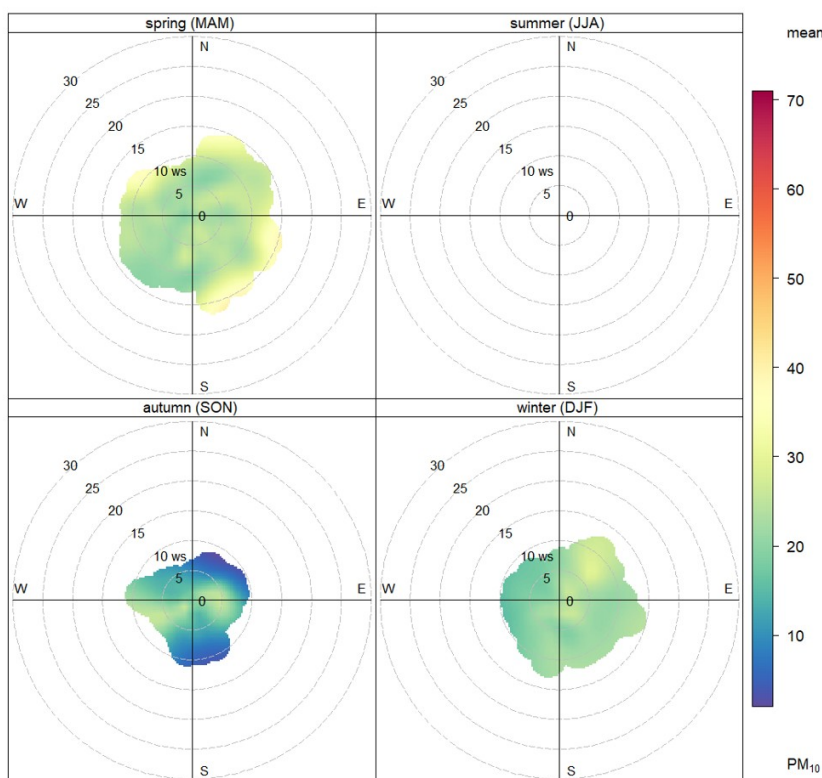 spring (MAM)
summer (JJA)
mean
N
30
25
20
15
10 ws
5
W
0
E
S
N
30
25
20
15
10 ws
5
W
0
E
S
autumn (SON)
winter (DJF)
N
30
25
20
15
10 ws
5
W
0
E
S
N
30
25
20
15
10 ws
5
W
0
E
S
70
60
50
40
30
20
10
PM₁₀